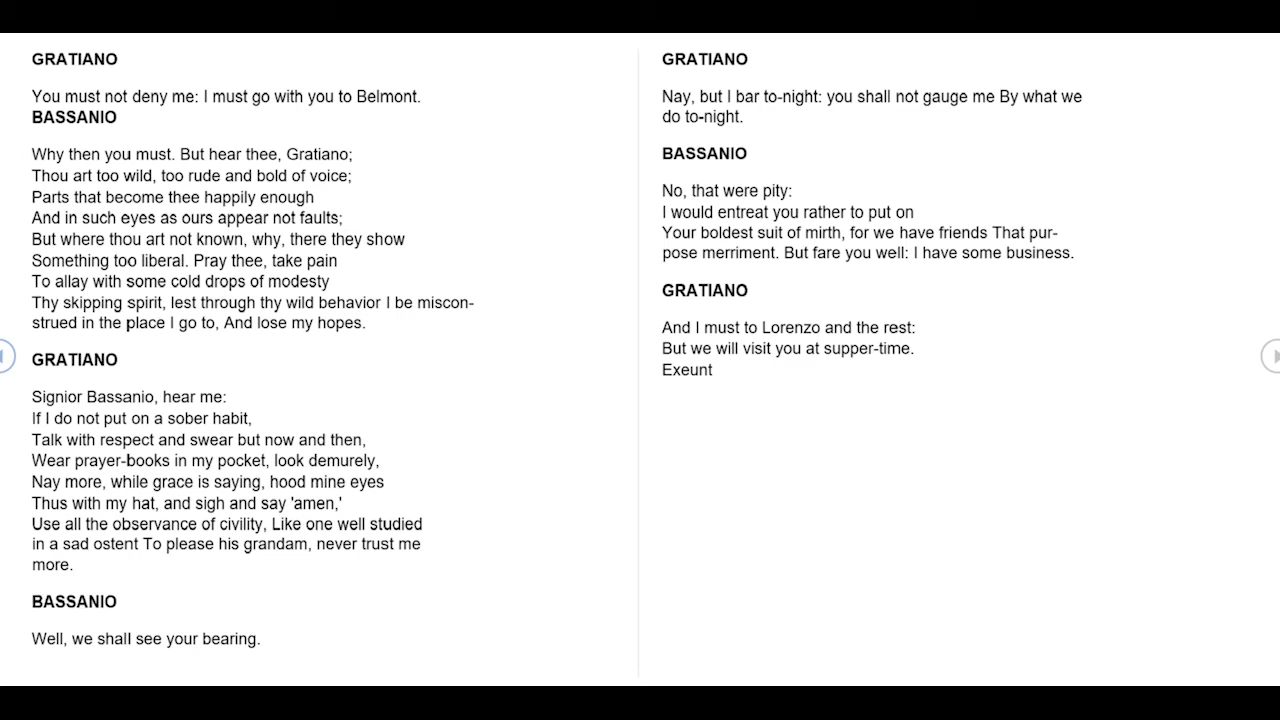 GRATIANO
You must not deny me: I must go with you to Belmont.
BASSANIO
Why then you must. But hear thee, Gratiano;
Thou art too wild, too rude and bold of voice;
Parts that become thee happily enough
And in such eyes as ours appear not faults;
But where thou art not known, why, there they show
Something too liberal. Pray thee, take pain
To allay with some cold drops of modesty
Thy skipping spirit, lest through thy wild behavior I be miscon-
strued in the place I go to, And lose my hopes.
GRATIANO
Signior Bassanio, hear me:
If I do not put on a sober habit,
Talk with respect and swear but now and then,
Wear prayer-books in my pocket, look demurely,
Nay more, while grace is saying, hood mine eyes
Thus with my hat, and sigh and say 'amen,'
Use all the observance of civility, Like one well studied
in a sad ostent To please his grandam, never trust me
more.
BASSANIO
Well, we shall see your bearing.
GRATIANO
Nay, but I bar to-night: you shall not gauge me By what we
do to-night.
BASSANIO
No, that were pity:
I would entreat you rather to put on
Your boldest suit of mirth, for we have friends That pur-
pose merriment. But fare you well: I have some business.
GRATIANO
And I must to Lorenzo and the rest:
But we will visit you at supper-time.
Exeunt